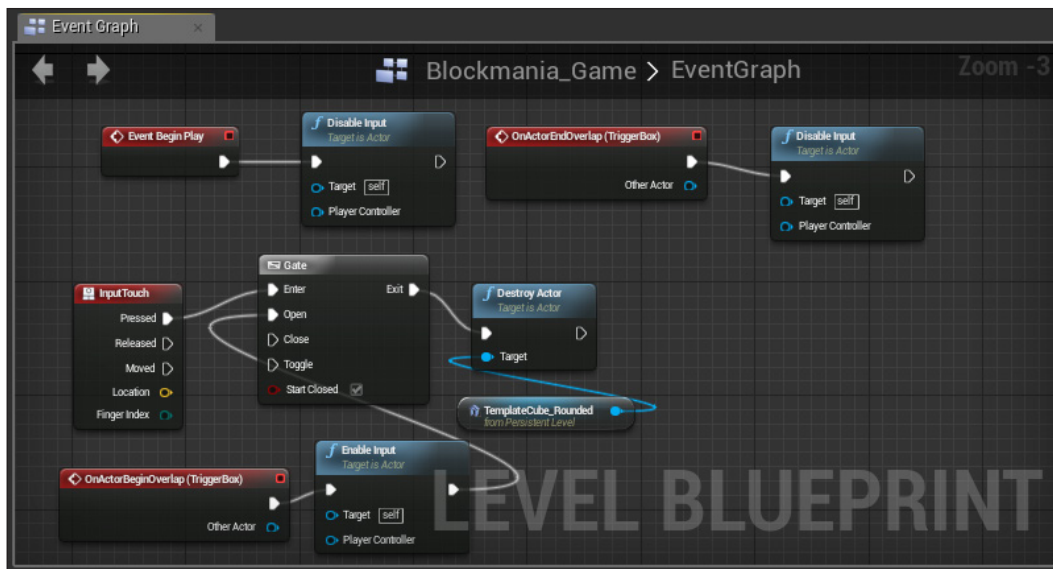 Event Graph
Blockmania_Game > EventGraph
Zoom -3
Event Begin Play
Disable Input
Target is Actor
Target self
Player Controller
OnActorEndOverlap (TriggerBox)
Other Actor
Disable Input
Target is Actor
Target self
Player Controller
InputTouch
Pressed
Released
Moved
Location
Finger Index
Gate
Enter Exit
Open
Close
Toggle
Start Closed
Destroy Actor
Target is Actor
Target
TemplateCube_Rounded
from Persistent Level
OnActorBeginOverlap (TriggerBox)
Other Actor
Enable Input
Target is Actor
Target self
Player Controller
LEVEL BLUEPRINT